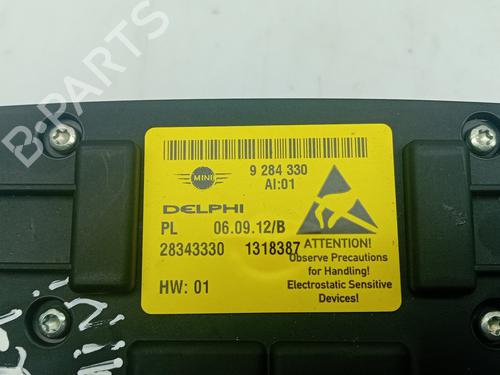 B-PARTS
MINI
9 284 330
AI:01
DELPHI
PL 06.09.12/B
28343330 1318387
HW: 01
ATTENTION!
Observe Precautions
for Handling!
Electrostatic Sensitive
Devices!